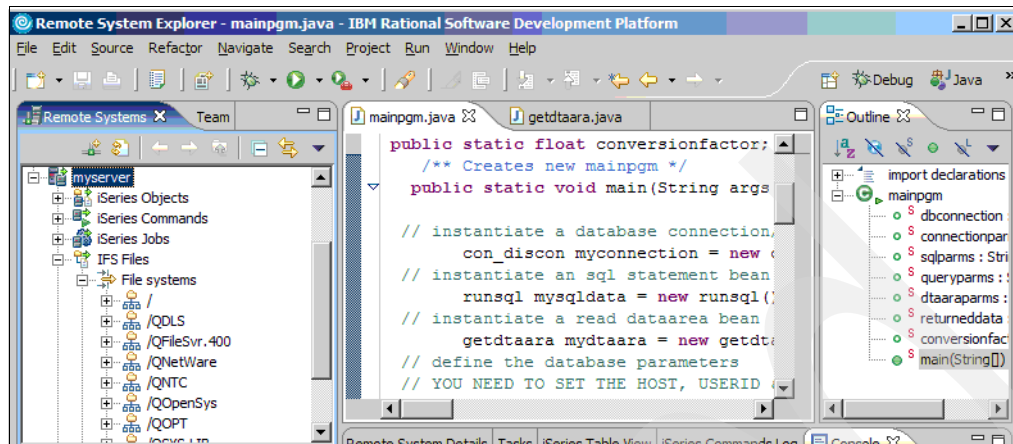 Remote System Explorer - mainpgm.java - IBM Rational Software Development Platform
File Edit Source Refactor Navigate Search Project Run Window Help
Debug Java »
Remote Systems Team
myserver
iSeries Objects
iSeries Commands
iSeries Jobs
IFS Files
File systems
/
/QDLS
/QFileSvr.400
/QNetWare
/QNTC
/QOpenSys
/QOPT
/QSYS.LIB
mainpgm.java getdtaara.java
public static float conversionfactor;
/** Creates new mainpgm */
public static void main(String args
// instantiate a database connection,
con_discon myconnection = new
// instantiate an sql statement bean
runsql mysqldata = new runsql()
// instantiate a read dataarea bean
getdtaara mydtaara = new getdta
// define the database parameters
// YOU NEED TO SET THE HOST, USERID
Outline
import declarations
mainpgm
S dbconnection :
S connectionpar
S sqlparms : Stri
S queryparms : S
S dtaaraparms :
S returneddata :
S conversionfact
S main(String[])
Remote System Details Tasks iSeries Table View iSeries Commands Log Console